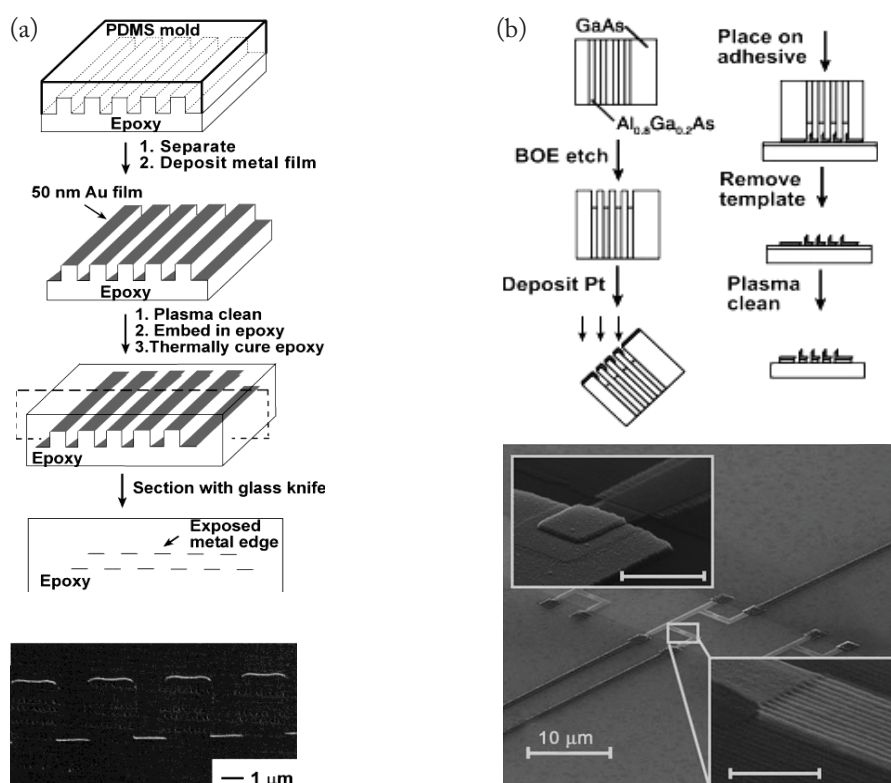 (a)
PDMS mold
Epoxy
1. Separate
2. Deposit metal film
50 nm Au film
Epoxy
1. Plasma clean
2. Embed in epoxy
3.Thermally cure epoxy
Epoxy
Section with glass knife
Exposed
metal edge
Epoxy
1 μm
(b)
GaAs
Al0.8Ga0.2As
BOE etch
Deposit Pt
Place on
adhesive
Remove
template
Plasma
clean
10 μm